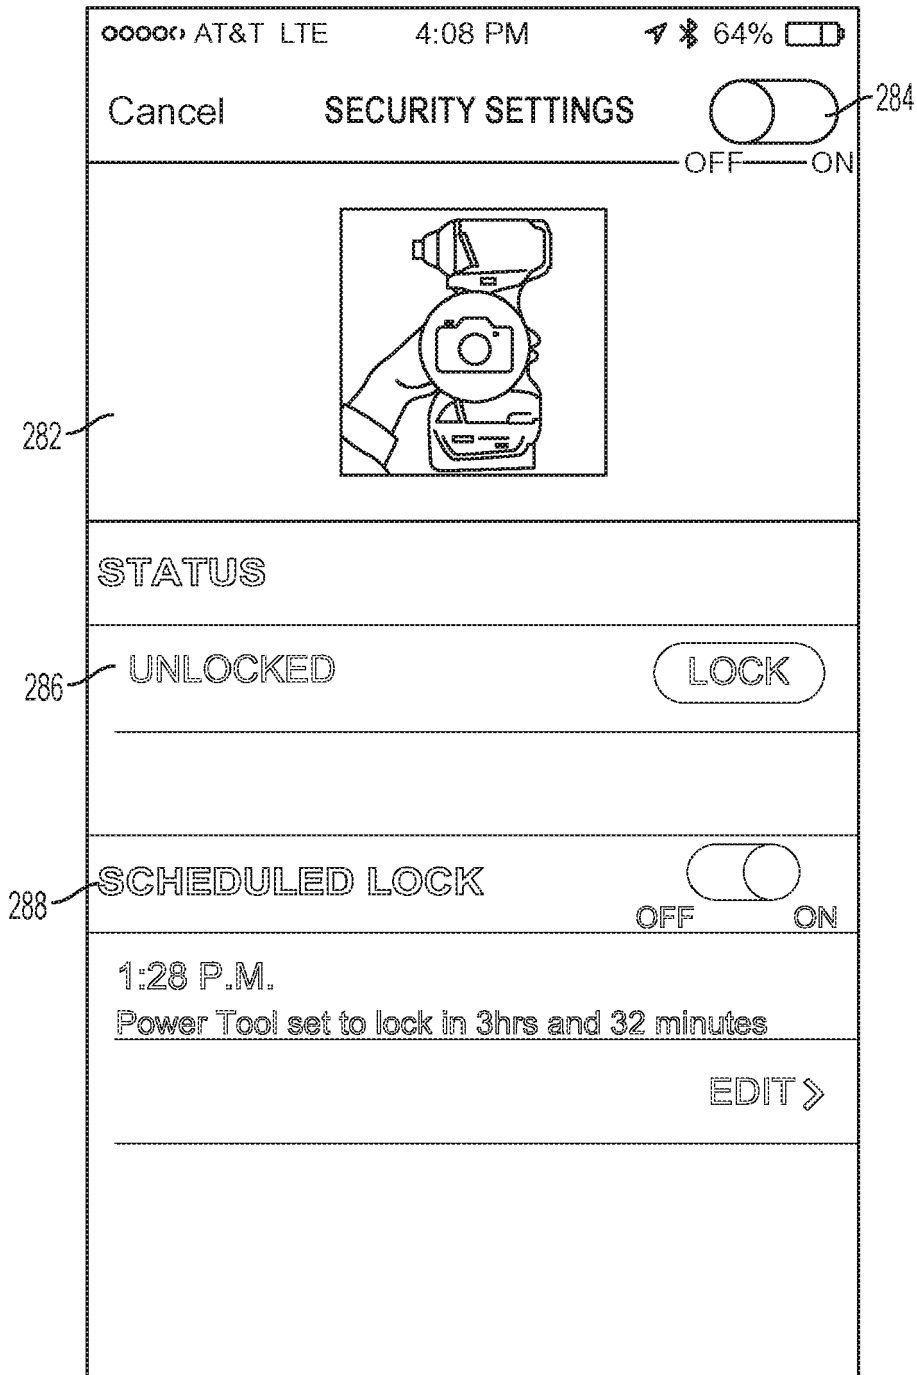 AT&T LTE 4:08 PM 64%
Cancel SECURITY SETTINGS
284
OFF ON
282
STATUS
286 UNLOCKED LOCK
288 SCHEDULED LOCK
OFF ON
1:28 P.M.
Power Tool set to lock in 3hrs and 32 minutes
EDIT >